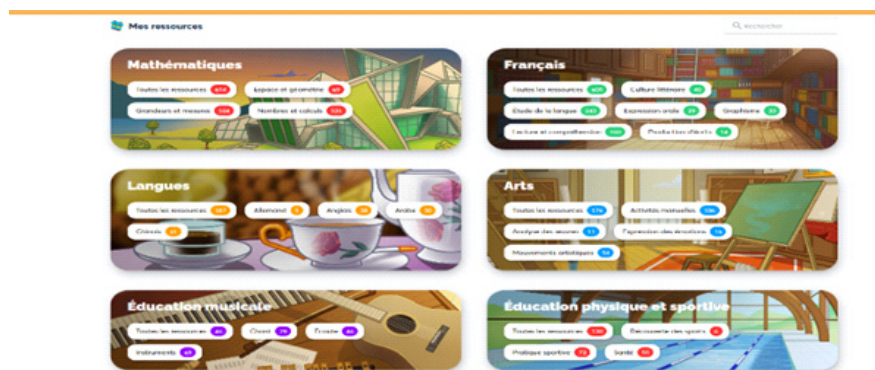 Mes ressources
Rechercher
Mathématiques
Toutes les ressources
Espace et géométrie
Grandeurs et mesures
Nombres et calculs
Français
Toutes les ressources
Culture littéraire
Étude de la langue
Expression orale
Graphisme
Lecture et compréhension
Production d'écrits
Langues
Toutes les ressources
Allemand
Anglais
Arabe
Chinois
Arts
Toutes les ressources
Activités manuelles
Analyse des œuvres
Expression des émotions
Mouvements artistiques
Éducation musicale
Toutes les ressources
Chant
Écoute
Instruments
Éducation physique et sportive
Toutes les ressources
Découverte des sports
Pratique sportive
Santé